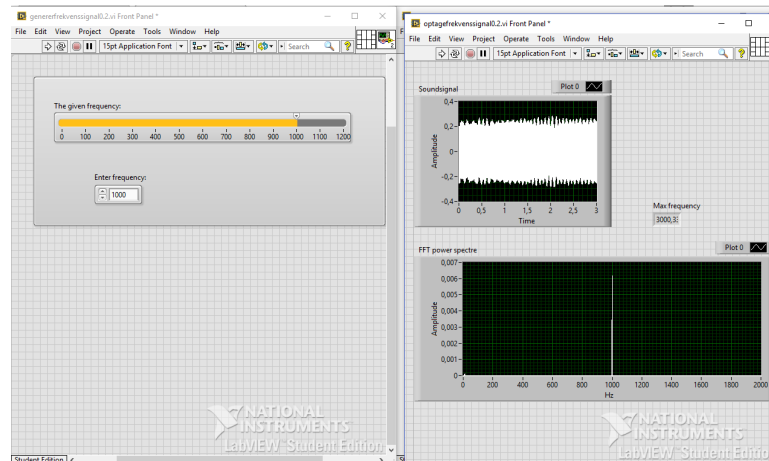 genererfrekvenssignal0.2.vi Front Panel *
File Edit View Project Operate Tools Window Help
15pt Application Font
Search
2
The given frequency:
0 100 200 300 400 500 600 700 800 900 1000 1100 1200
Enter frequency:
1000
NATIONAL
INSTRUMENTS
LabVIEW Student Edition
Student Edition
optagefrekvenssignal0.2.vi Front Panel *
File Edit View Project Operate Tools Window Help
15pt Application Font
Search
Soundsignal
Plot 0
0,4
0,2
0
-0,2
-0,4
Amplitude
0 0,5 1 1,5 2 2,5 3
Time
Max frequency
3000,3
FFT power spectre
Plot 0
0,007
0,006
0,005
0,004
0,003
0,002
0,001
0
Amplitude
0 200 400 600 800 1000 1200 1400 1600 1800 2000
Hz
NATIONAL
INSTRUMENTS
LabVIEW Student Editio